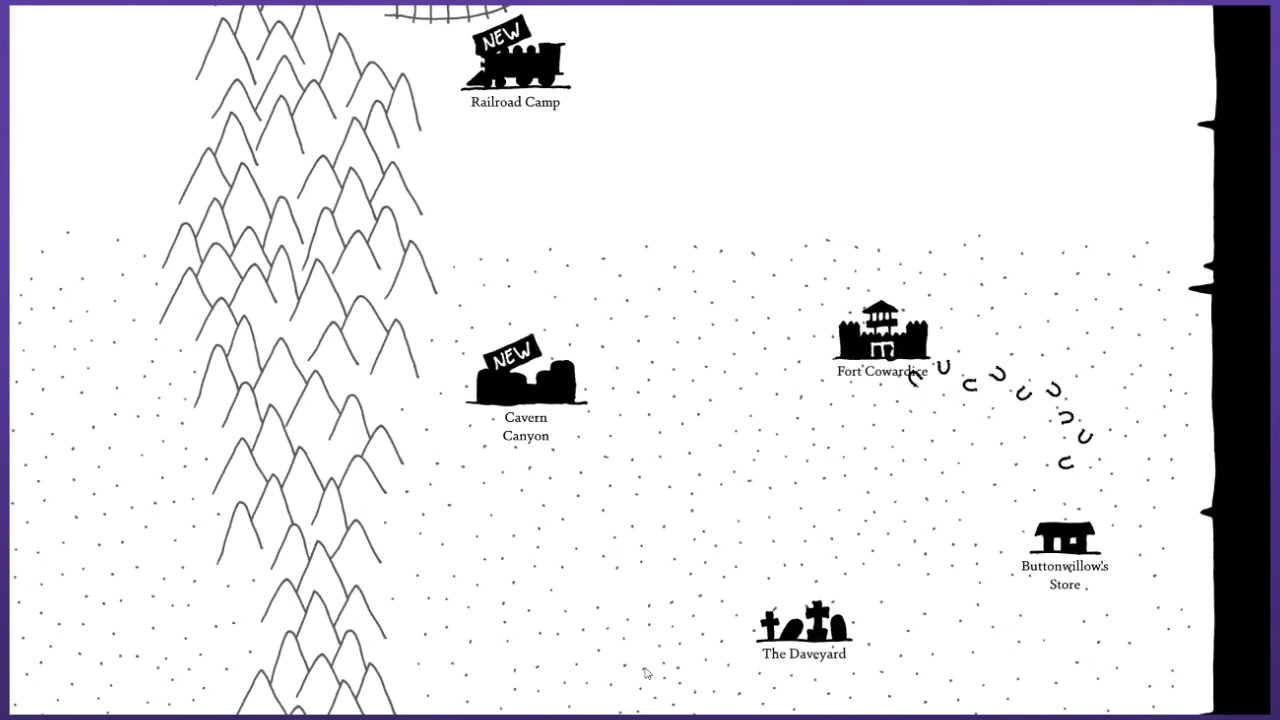 NEW
Railroad Camp
Fort Cowardice
NEW
Cavern
Canyon
Buttonwillow's
Store
The Daveyard